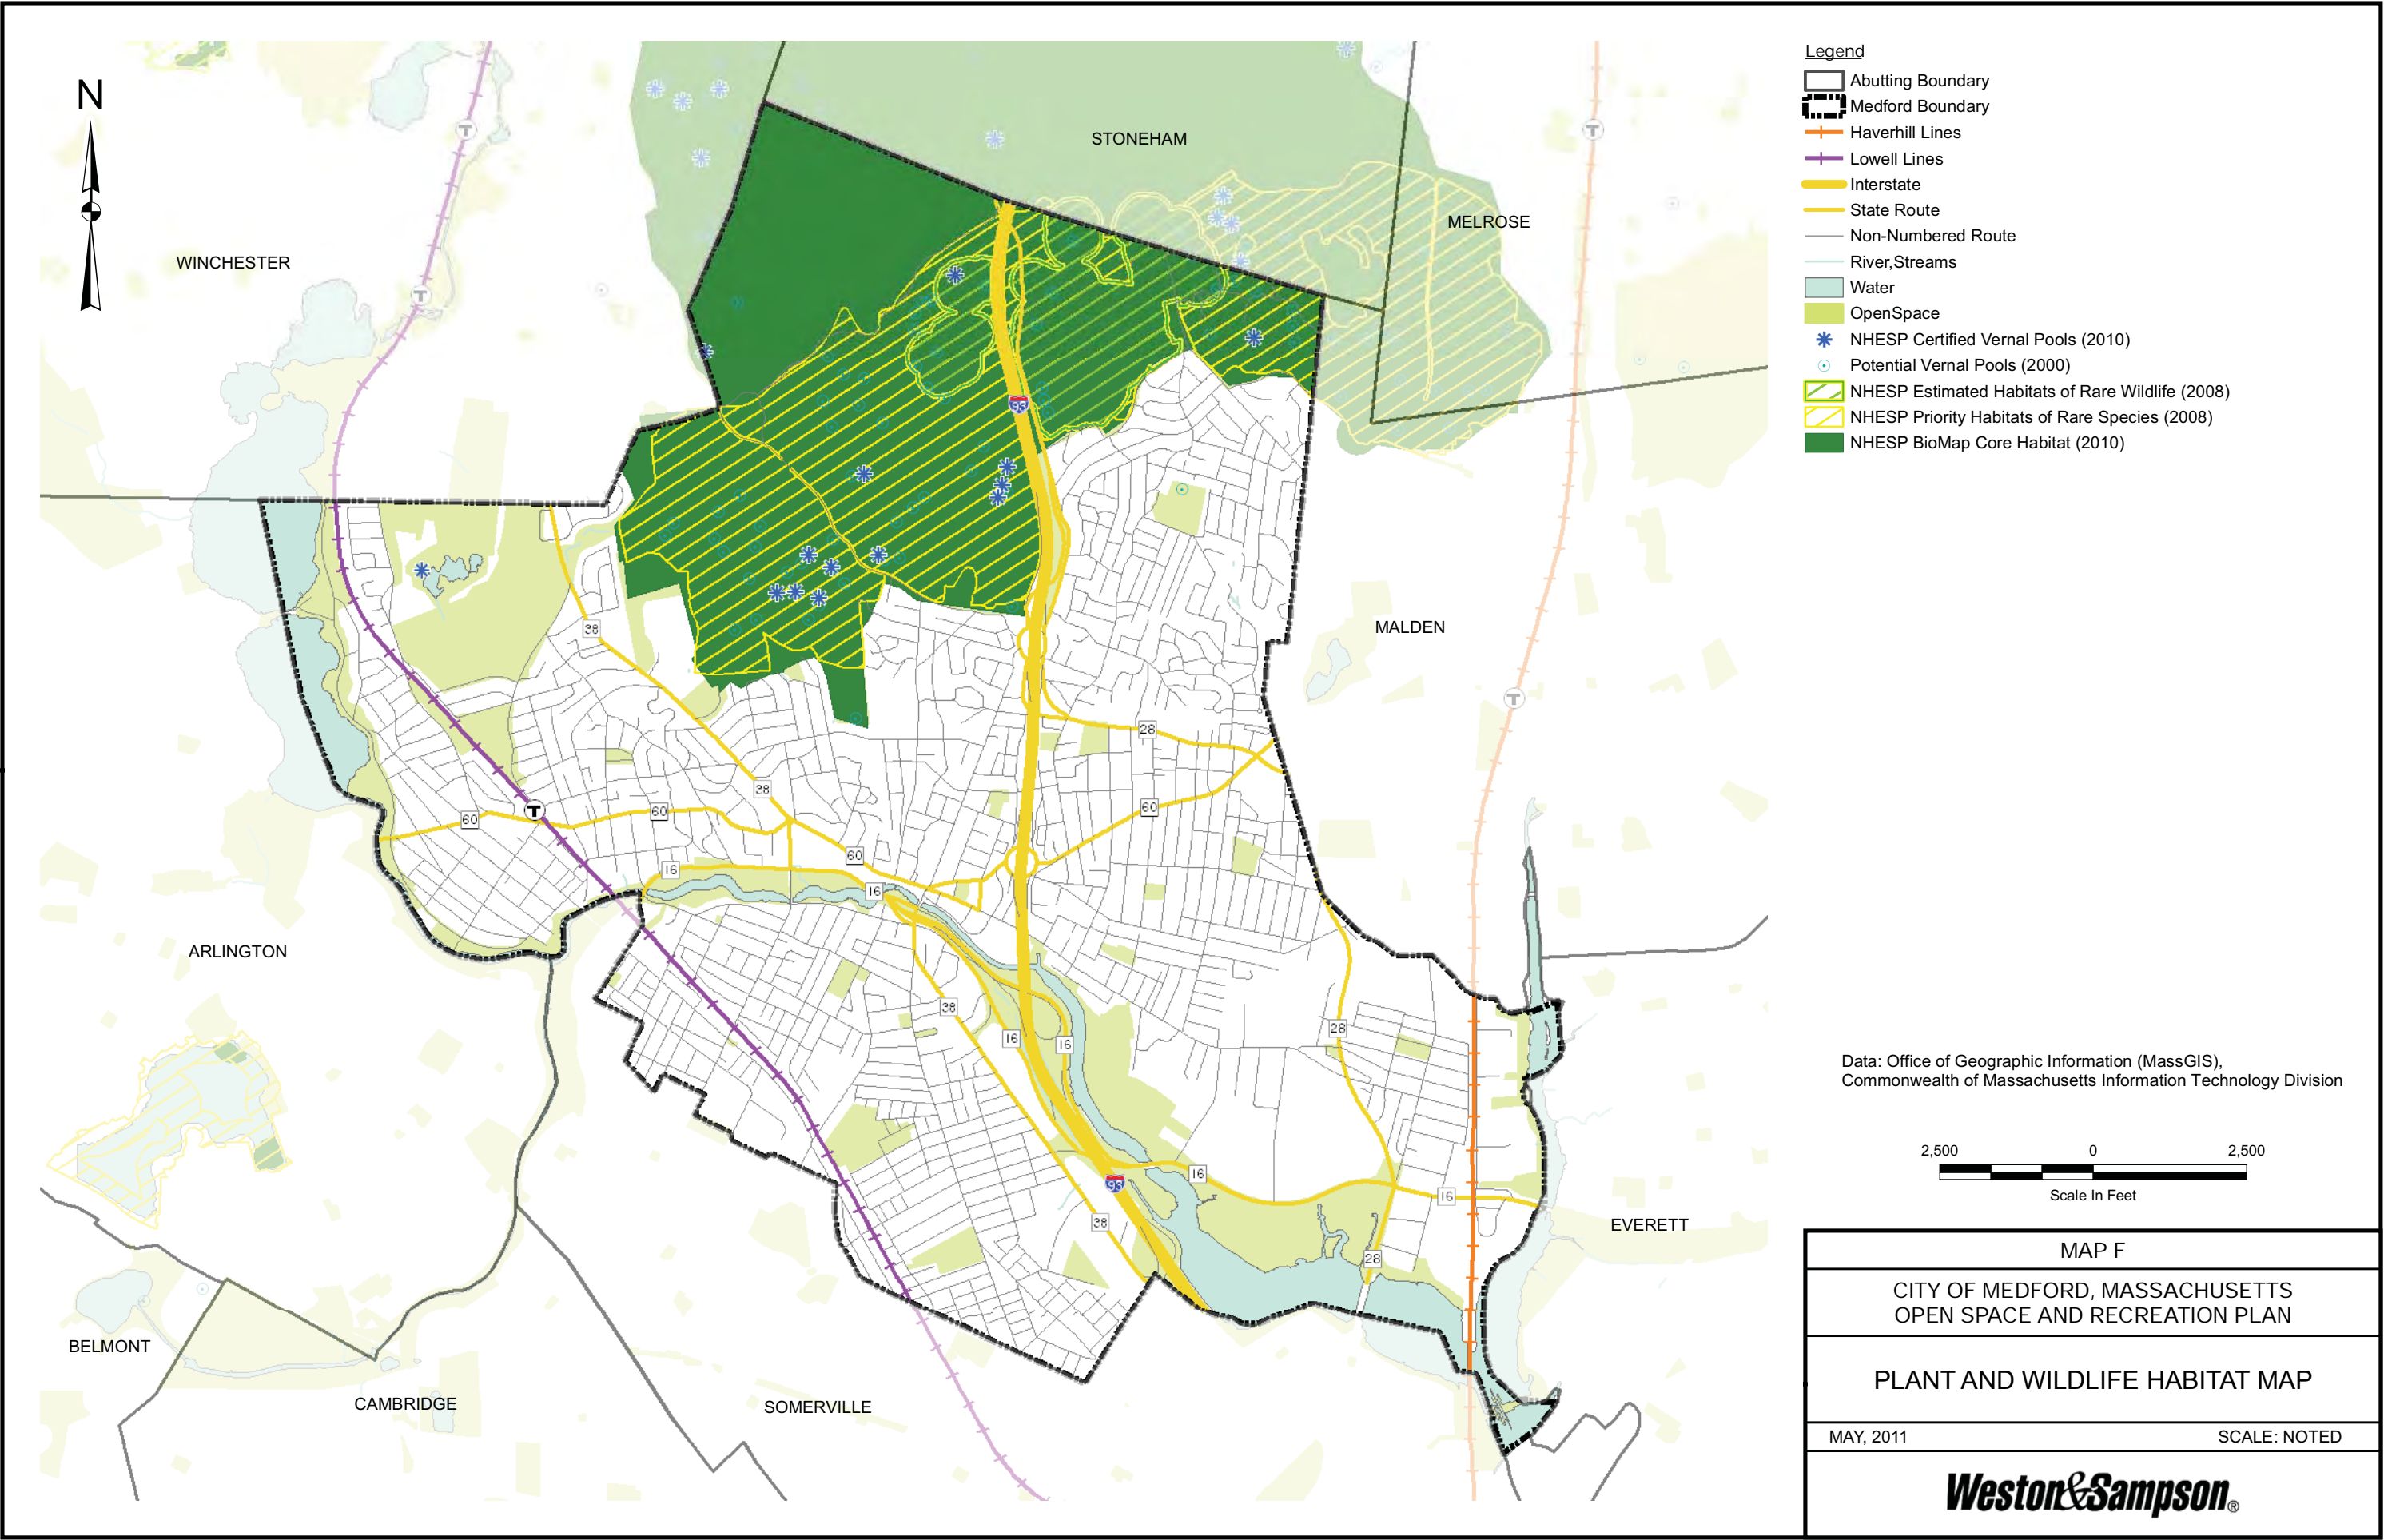 N
STONEHAM
MELROSE
WINCHESTER
93
38
MALDEN
28
38
60
60
60
60
16
16
ARLINGTON
38
16
16
28
93
16
16
38
EVERETT
28
BELMONT
CAMBRIDGE
SOMERVILLE
T
T
T
T
T
Legend
Abutting Boundary
Medford Boundary
Haverhill Lines
Lowell Lines
Interstate
State Route
Non-Numbered Route
River,Streams
Water
OpenSpace
NHESP Certified Vernal Pools (2010)
Potential Vernal Pools (2000)
NHESP Estimated Habitats of Rare Wildlife (2008)
NHESP Priority Habitats of Rare Species (2008)
NHESP BioMap Core Habitat (2010)
Data: Office of Geographic Information (MassGIS),
Commonwealth of Massachusetts Information Technology Division
2,500 0 2,500
Scale In Feet
MAP F
CITY OF MEDFORD, MASSACHUSETTS
OPEN SPACE AND RECREATION PLAN
PLANT AND WILDLIFE HABITAT MAP
MAY, 2011 SCALE: NOTED
Weston&Sampson®